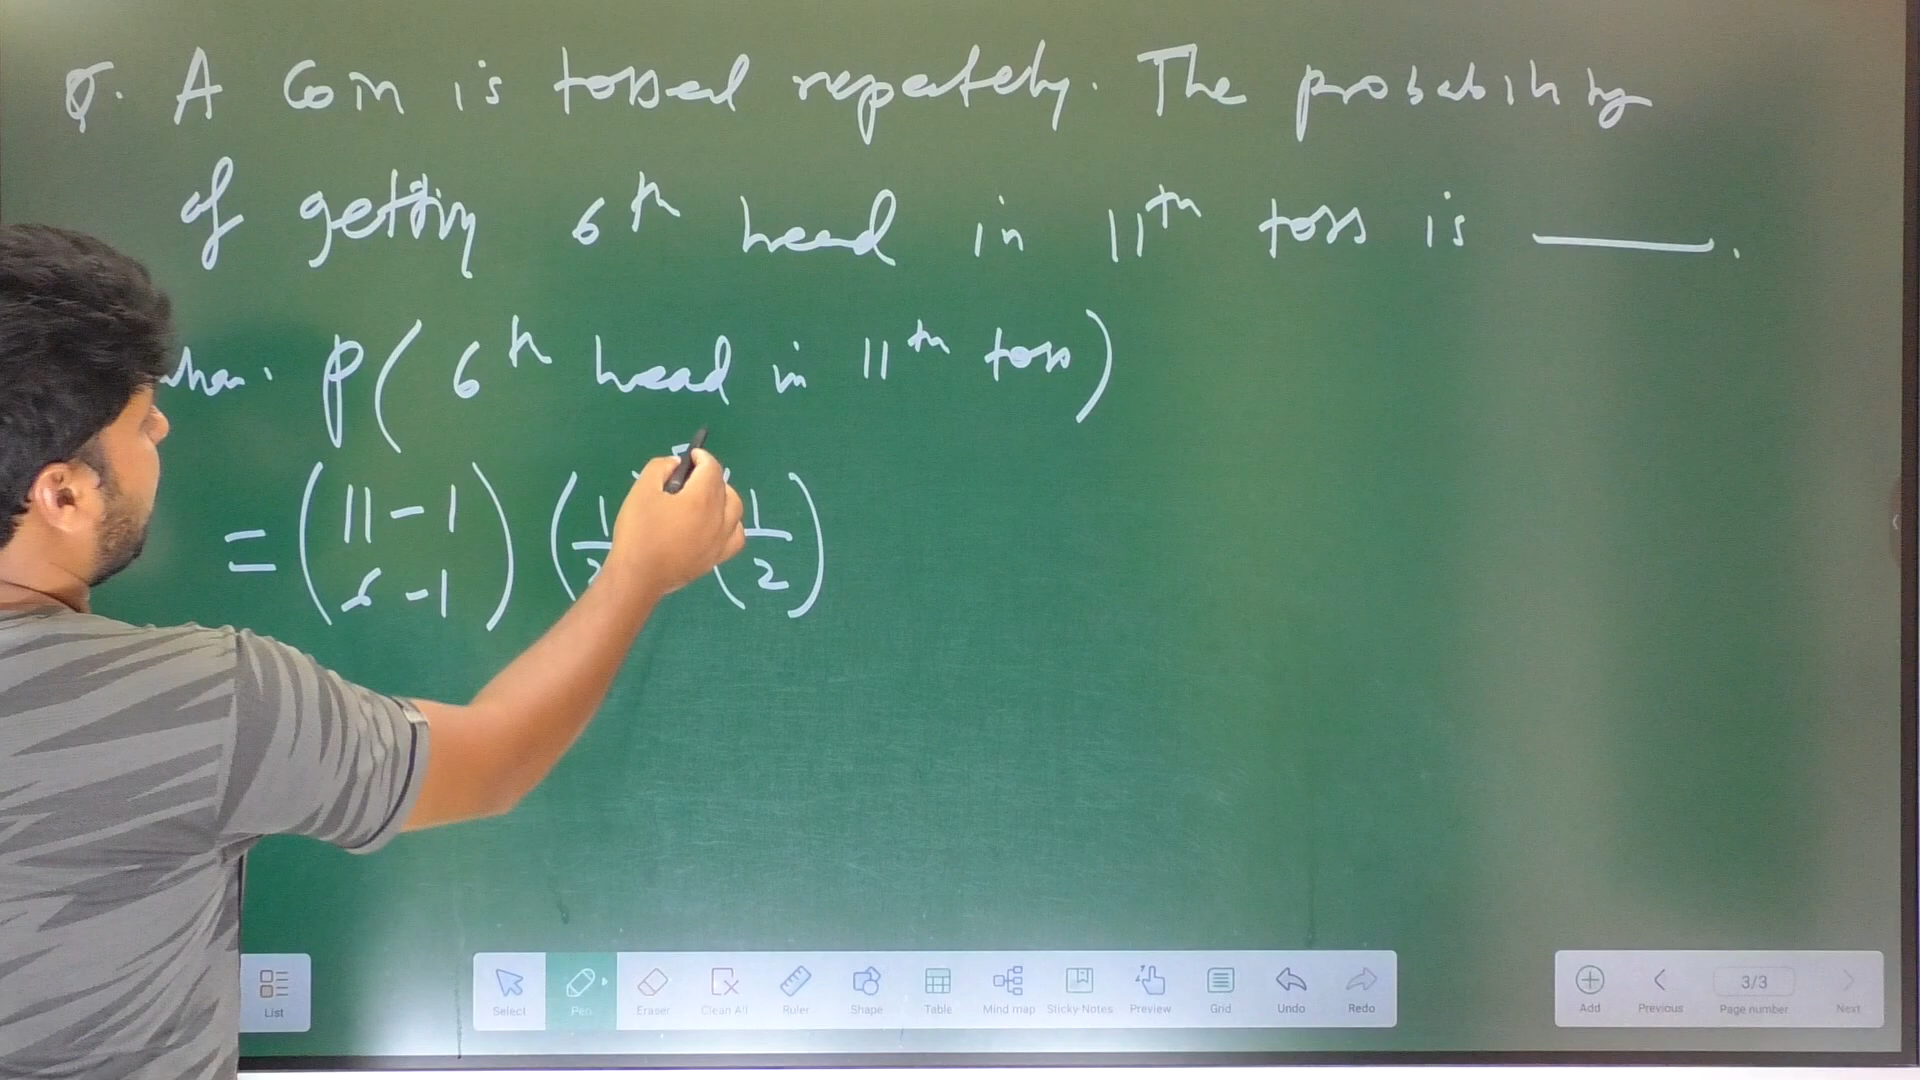 Q. A Coin is tossed repeately. The probability
of getting 6th head in 11th toss is ____.
P( 6th head in 11th toss)
= (11 - 1
6 - 1) (1/2 (1/2)
List
Select Pen Eraser Clean All Ruler Shape Table Mind map Sticky Notes Preview Grid Undo Redo
Add Previous 3/3 Page number Next